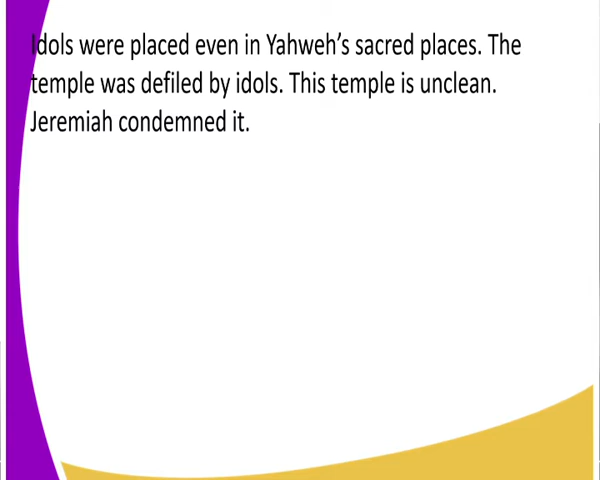 Idols were placed even in Yahweh’s sacred places. The
temple was defiled by idols. This temple is unclean.
Jeremiah condemned it.